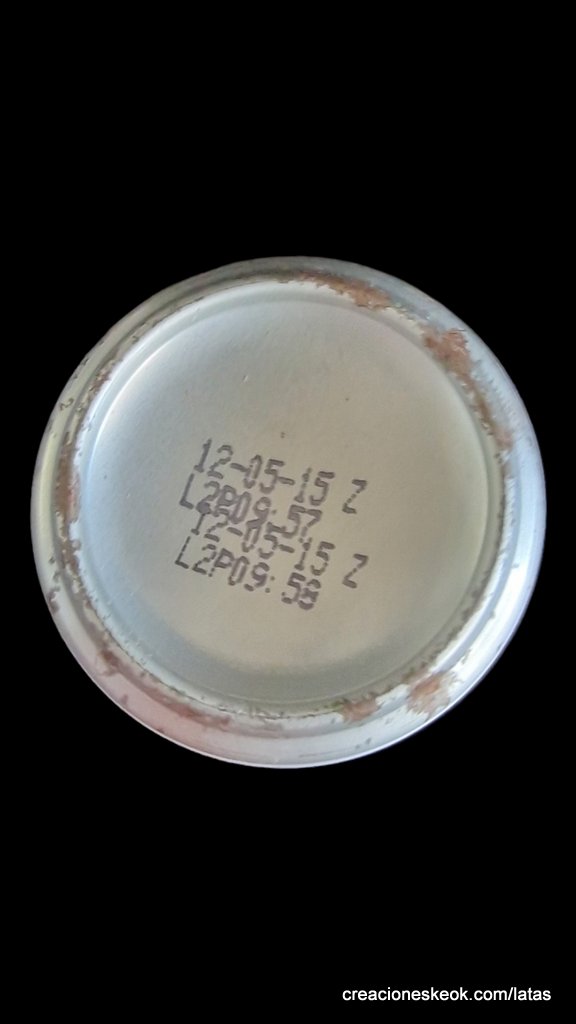 12-05-15 Z
L2P09:57
12-05-15 Z
L2P09:58
creacioneskeok.com/latas